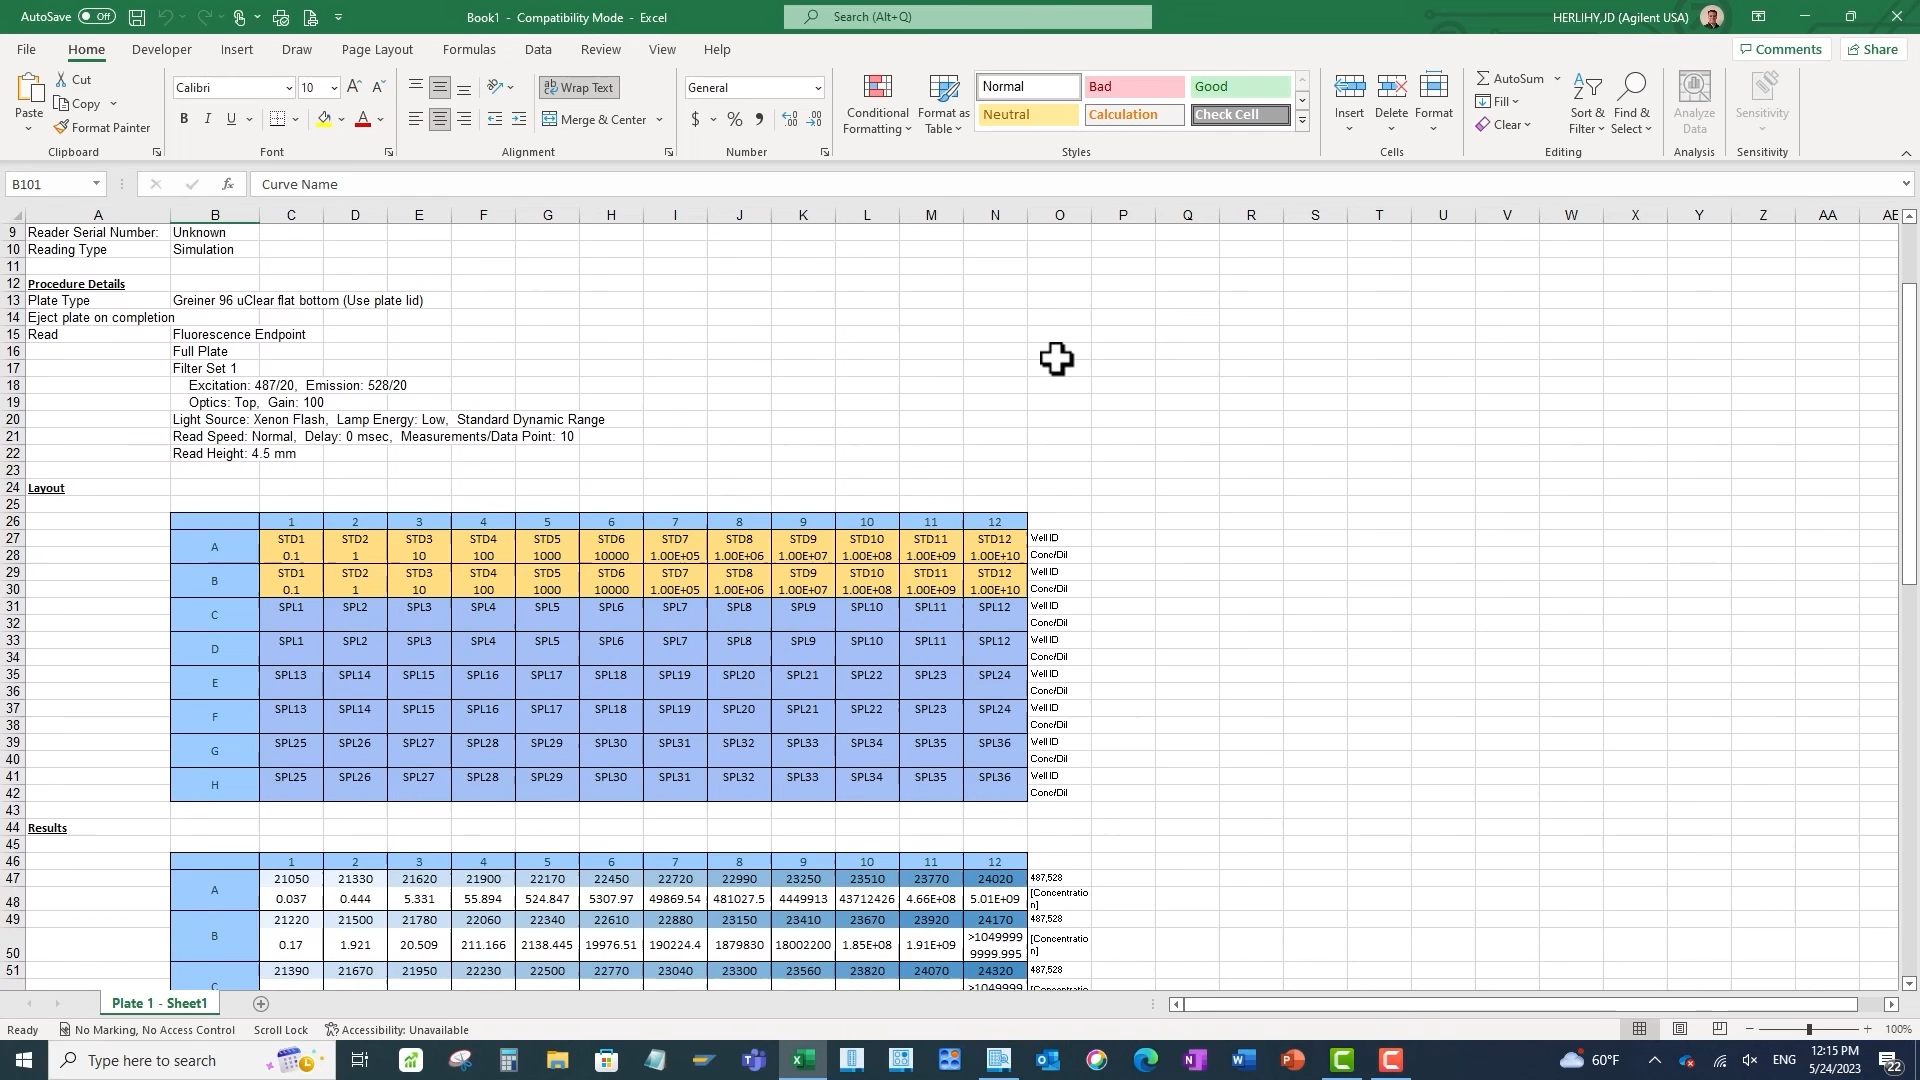 AutoSave Off Book1 - Compatibility Mode - Excel Search (Alt+Q) HERLIHY,JD (Agilent USA)
File Home Developer Insert Draw Page Layout Formulas Data Review View Help Comments Share
Paste Cut Copy Format Painter Clipboard
Calibri 10 B I U Font
Wrap Text Merge & Center Alignment
General $ % Number
Conditional Formatting Format as Table Normal Bad Good Neutral Calculation Check Cell Styles
Insert Delete Format Cells
AutoSum Fill Clear Sort & Filter Find & Select Editing
Analyze Data Analysis
Sensitivity Sensitivity
B101 fx Curve Name
A B C D E F G H I J K L M N O P Q R S T U V W X Y Z AA AE
9 Reader Serial Number: Unknown
10 Reading Type Simulation
11
12 Procedure Details
13 Plate Type Greiner 96 uClear flat bottom (Use plate lid)
14 Eject plate on completion
15 Read Fluorescence Endpoint
16 Full Plate
17 Filter Set 1
18 Excitation: 487/20, Emission: 528/20
19 Optics: Top, Gain: 100
20 Light Source: Xenon Flash, Lamp Energy: Low, Standard Dynamic Range
21 Read Speed: Normal, Delay: 0 msec, Measurements/Data Point: 10
22 Read Height: 4.5 mm
23
24 Layout
25
26 1 2 3 4 5 6 7 8 9 10 11 12
27 A STD1 STD2 STD3 STD4 STD5 STD6 STD7 STD8 STD9 STD10 STD11 STD12 Well ID
28 0.1 1 10 100 1000 10000 1.00E+05 1.00E+06 1.00E+07 1.00E+08 1.00E+09 1.00E+10 Conc/Dil
29 B STD1 STD2 STD3 STD4 STD5 STD6 STD7 STD8 STD9 STD10 STD11 STD12 Well ID
30 0.1 1 10 100 1000 10000 1.00E+05 1.00E+06 1.00E+07 1.00E+08 1.00E+09 1.00E+10 Conc/Dil
31 C SPL1 SPL2 SPL3 SPL4 SPL5 SPL6 SPL7 SPL8 SPL9 SPL10 SPL11 SPL12 Well ID
32 Conc/Dil
33 D SPL1 SPL2 SPL3 SPL4 SPL5 SPL6 SPL7 SPL8 SPL9 SPL10 SPL11 SPL12 Well ID
34 Conc/Dil
35 E SPL13 SPL14 SPL15 SPL16 SPL17 SPL18 SPL19 SPL20 SPL21 SPL22 SPL23 SPL24 Well ID
36 Conc/Dil
37 F SPL13 SPL14 SPL15 SPL16 SPL17 SPL18 SPL19 SPL20 SPL21 SPL22 SPL23 SPL24 Well ID
38 Conc/Dil
39 G SPL25 SPL26 SPL27 SPL28 SPL29 SPL30 SPL31 SPL32 SPL33 SPL34 SPL35 SPL36 Well ID
40 Conc/Dil
41 H SPL25 SPL26 SPL27 SPL28 SPL29 SPL30 SPL31 SPL32 SPL33 SPL34 SPL35 SPL36 Well ID
42 Conc/Dil
43
44 Results
45
46 1 2 3 4 5 6 7 8 9 10 11 12
47 A 21050 21330 21620 21900 22170 22450 22720 22990 23250 23510 23770 24020 487,528
48 0.037 0.444 5.331 55.894 524.847 5307.97 49869.54 481027.5 4449913 43712426 4.66E+08 5.01E+09 [Concentration]
49 B 21220 21500 21780 22060 22340 22610 22880 23150 23410 23670 23920 24170 487,528
50 0.17 1.921 20.509 211.166 2138.445 19976.51 190224.4 1879830 18002200 1.85E+08 1.91E+09 >10499999999.995 [Concentration]
51 C 21390 21670 21950 22230 22500 22770 23040 23300 23560 23820 24070 24320 487,528
>1049999
Plate 1 - Sheet1
Ready No Marking, No Access Control Scroll Lock Accessibility: Unavailable 100%
Type here to search 60°F ENG 12:15 PM 5/24/2023 22